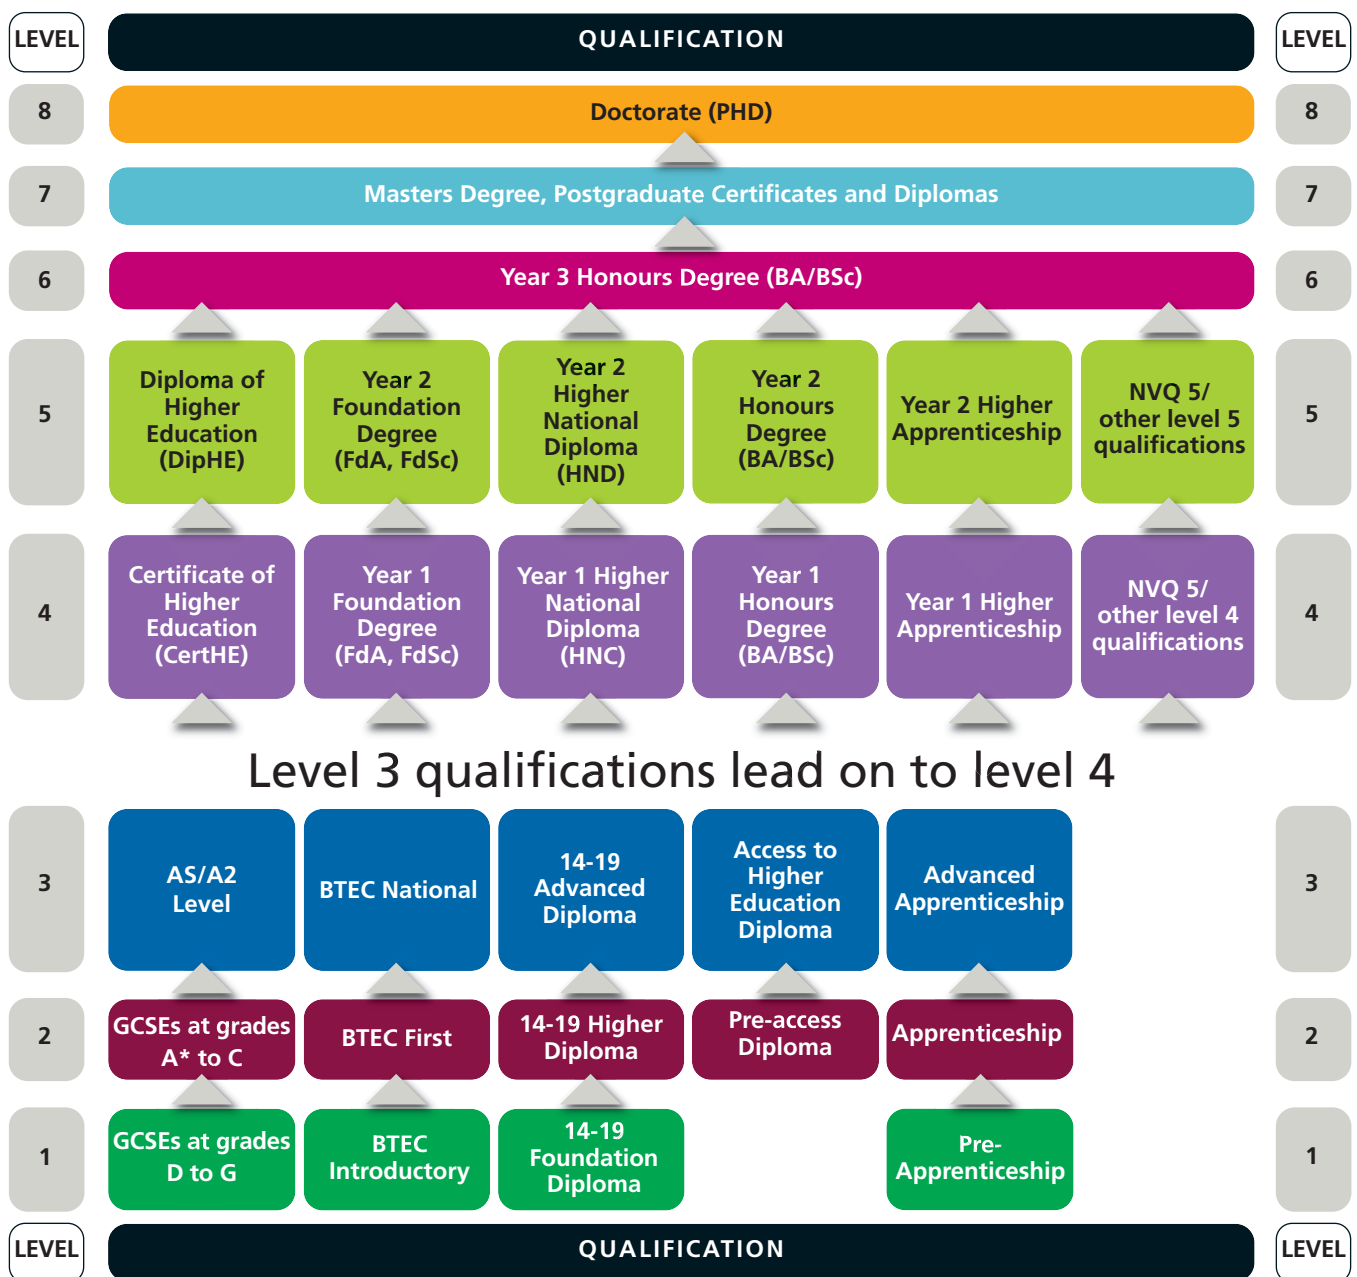 LEVEL
QUALIFICATION
LEVEL
8
Doctorate (PHD)
8
7
Masters Degree, Postgraduate Certificates and Diplomas
7
6
Year 3 Honours Degree (BA/BSc)
6
5
Diploma of
Higher
Education
(DipHE)
Year 2
Foundation
Degree
(FdA, FdSc)
Year 2
Higher
National
Diploma
(HND)
Year 2
Honours
Degree
(BA/BSc)
Year 2 Higher
Apprenticeship
NVQ 5/
other level 5
qualifications
5
4
Certificate of
Higher
Education
(CertHE)
Year 1
Foundation
Degree
(FdA, FdSc)
Year 1 Higher
National
Diploma
(HNC)
Year 1
Honours
Degree
(BA/BSc)
Year 1 Higher
Apprenticeship
NVQ 5/
other level 4
qualifications
4
Level 3 qualifications lead on to level 4
3
AS/A2
Level
BTEC National
14-19
Advanced
Diploma
Access to
Higher
Education
Diploma
Advanced
Apprenticeship
3
2
GCSEs at grades
A* to C
BTEC First
14-19 Higher
Diploma
Pre-access
Diploma
Apprenticeship
2
1
GCSEs at grades
D to G
BTEC
Introductory
14-19
Foundation
Diploma
Pre-
Apprenticeship
1
LEVEL
QUALIFICATION
LEVEL